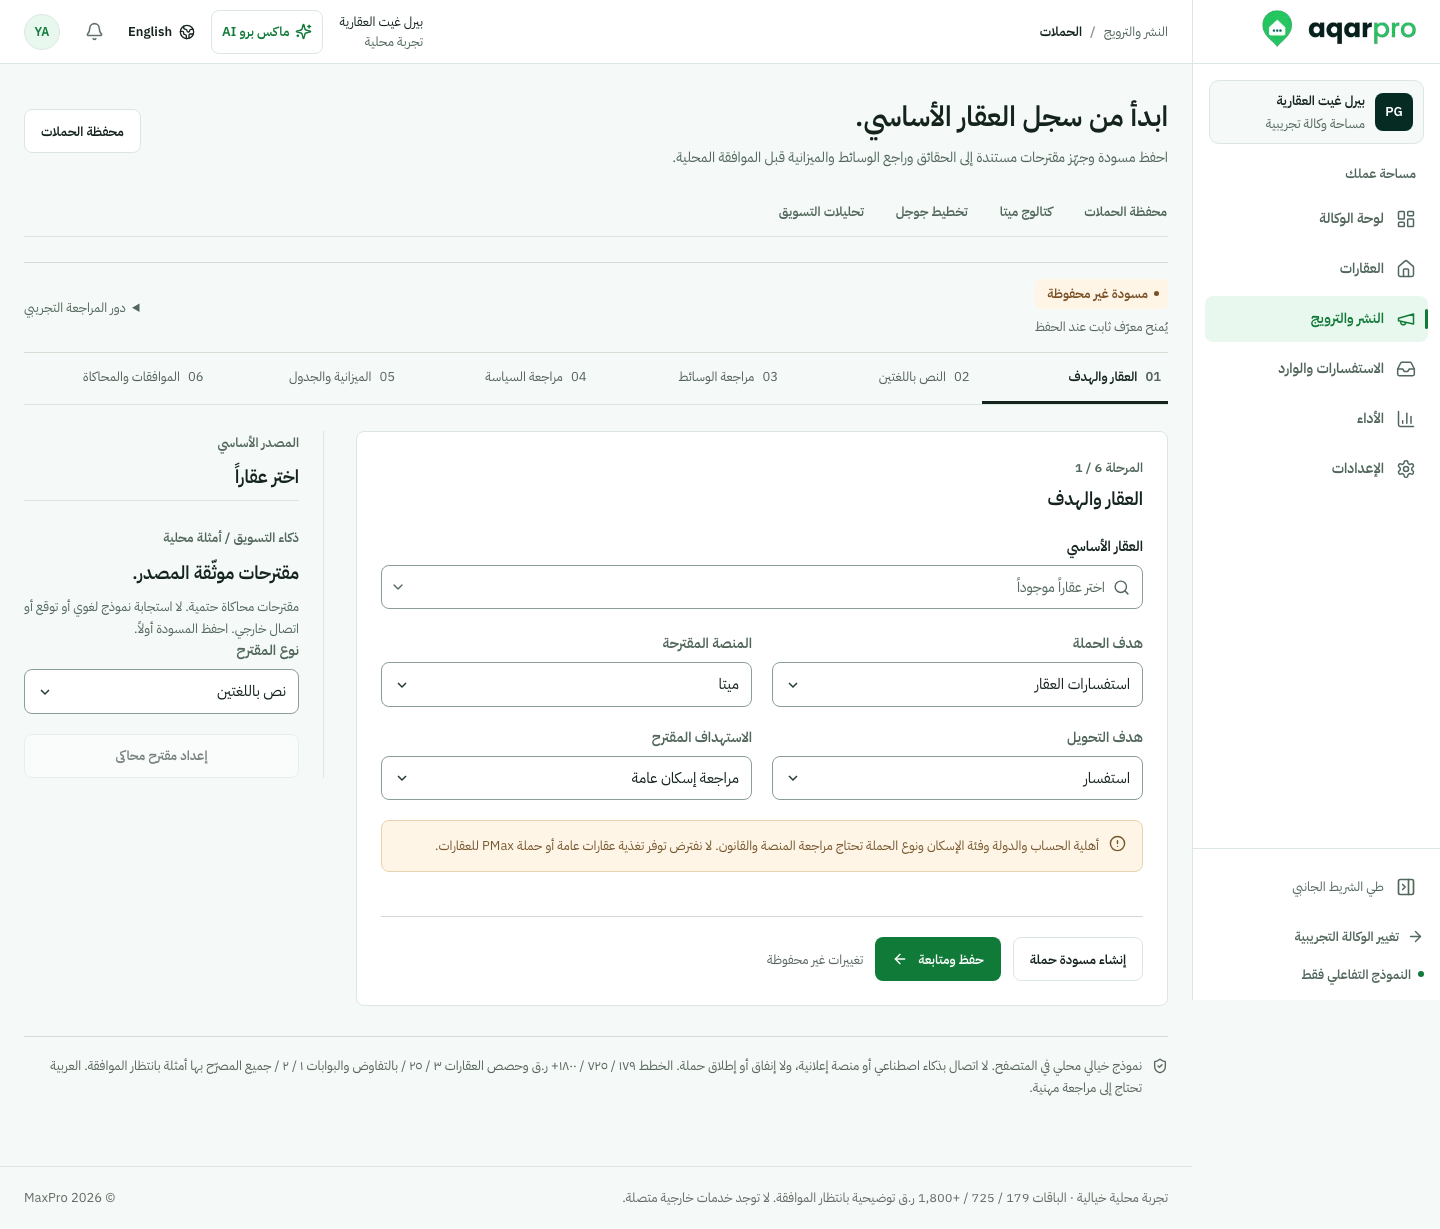 aqarpro
النشر والترويج / الحملات
بيرل غيت العقارية
تجربة محلية
ماكس برو AI
English
YA
PG
بيرل غيت العقارية
مساحة وكالة تجريبية
مساحة عملك
لوحة الوكالة
العقارات
النشر والترويج
الاستفسارات والوارد
الأداء
الإعدادات
طي الشريط الجانبي
تغيير الوكالة التجريبية
النموذج التفاعلي فقط
ابدأ من سجل العقار الأساسي.
احفظ مسودة وجهّز مقترحات مستندة إلى الحقائق وراجع الوسائط والميزانية قبل الموافقة المحلية.
محفظة الحملات
محفظة الحملات
كتالوج ميتا
تخطيط جوجل
تحليلات التسويق
مسودة غير محفوظة
يُمنح معرّف ثابت عند الحفظ
دور المراجعة التجريبي
01 العقار والهدف
02 النص باللغتين
03 مراجعة الوسائط
04 مراجعة السياسة
05 الميزانية والجدول
06 الموافقات والمحاكاة
المرحلة 6 / 1
العقار والهدف
العقار الأساسي
اختر عقاراً موجوداً
هدف الحملة
المنصة المقترحة
استفسارات العقار
ميتا
هدف التحويل
الاستهداف المقترح
استفسار
مراجعة إسكان عامة
أهلية الحساب والدولة وفئة الإسكان ونوع الحملة تحتاج مراجعة المنصة والقانون. لا نفترض توفر تغذية عقارات عامة أو حملة PMax للعقارات.
إنشاء مسودة حملة
حفظ ومتابعة
تغييرات غير محفوظة
المصدر الأساسي
اختر عقاراً
ذكاء التسويق / أمثلة محلية
مقترحات موثّقة المصدر.
مقترحات محاكاة حتمية. لا استجابة نموذج لغوي أو توقع أو
اتصال خارجي. احفظ المسودة أولاً.
نوع المقترح
نص باللغتين
إعداد مقترح محاكى
نموذج خيالي محلي في المتصفح. لا اتصال بذكاء اصطناعي أو منصة إعلانية، ولا إنفاق أو إطلاق حملة. الخطط ١٧٩ / ٧٢٥ / ١٨٠٠+ ر.ق وحصص العقارات ٣ / ٢٥ / بالتفاوض والبوابات ١ / ٢ / جميع المصرّح بها أمثلة بانتظار الموافقة. العربية
تحتاج إلى مراجعة مهنية.
تجربة محلية خيالية · الباقات 179 / 725 / +1,800 ر.ق توضيحية بانتظار الموافقة. لا توجد خدمات خارجية متصلة.
© 2026 MaxPro